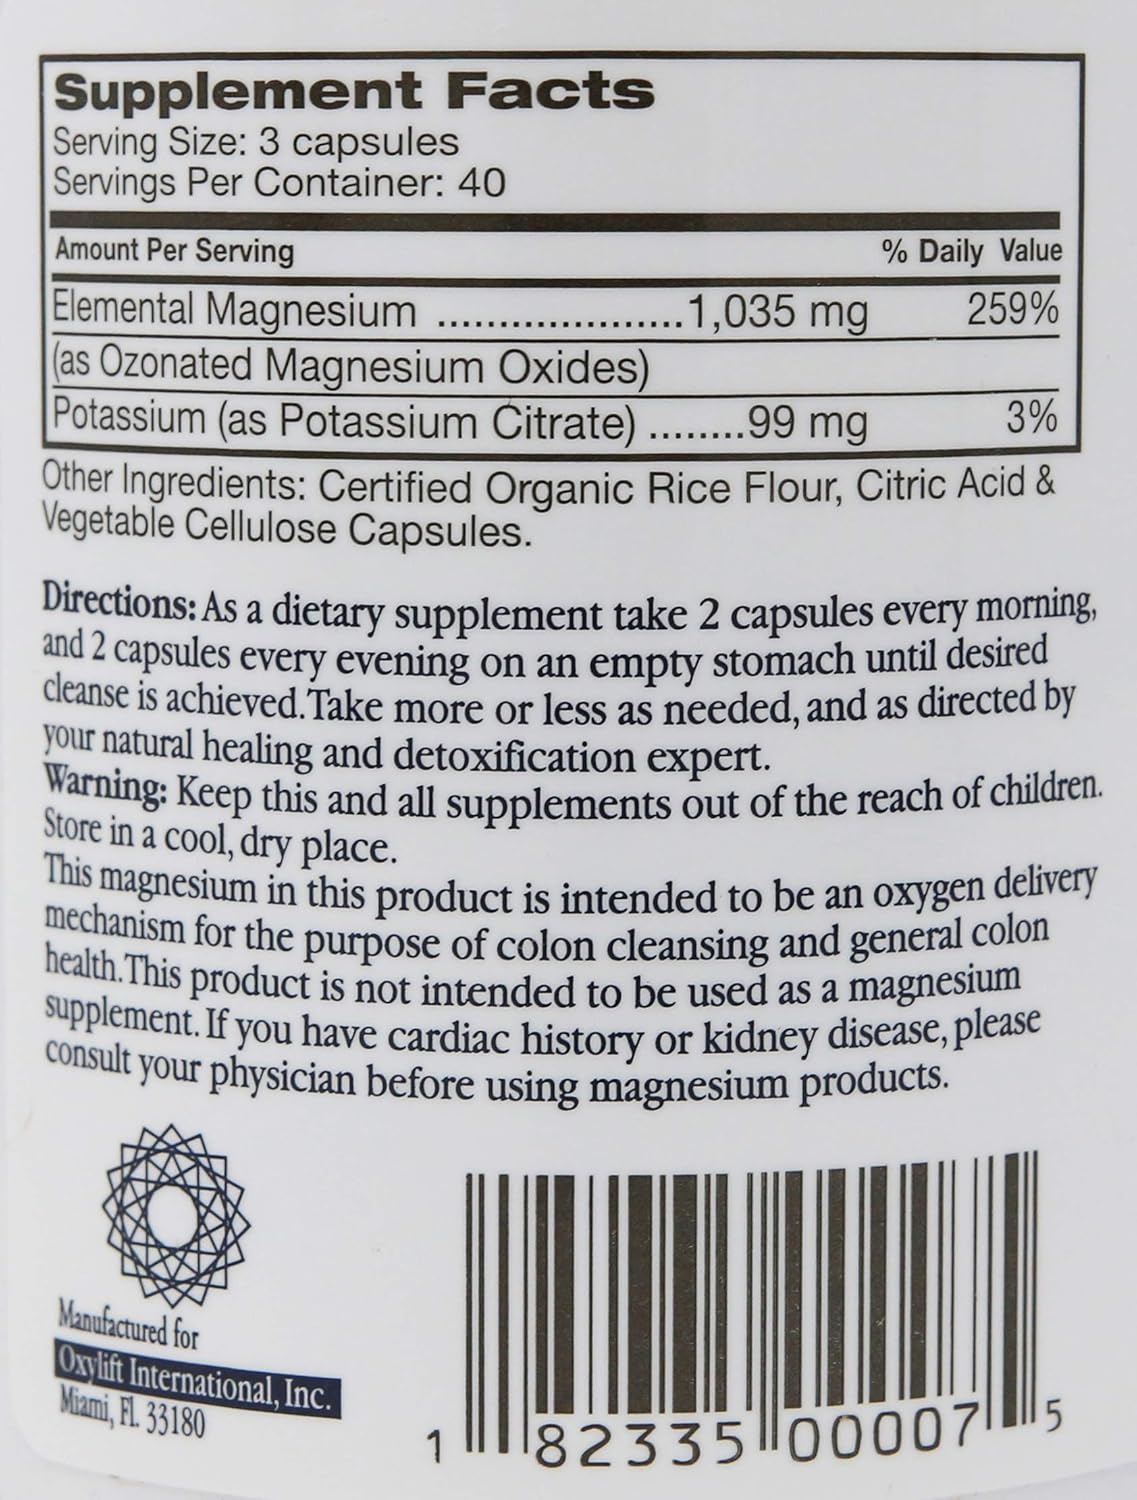 Supplement Facts
Serving Size: 3 capsules
Servings Per Container: 40
Amount Per Serving % Daily Value
Elemental Magnesium .....................1,035 mg 259%
(as Ozonated Magnesium Oxides)
Potassium (as Potassium Citrate) ........99 mg 3%
Other Ingredients: Certified Organic Rice Flour, Citric Acid &
Vegetable Cellulose Capsules.
Directions: As a dietary supplement take 2 capsules every morning,
and 2 capsules every evening on an empty stomach until desired
cleanse is achieved. Take more or less as needed, and as directed by
your natural healing and detoxification expert.
Warning: Keep this and all supplements out of the reach of children.
Store in a cool, dry place.
This magnesium in this product is intended to be an oxygen delivery
mechanism for the purpose of colon cleansing and general colon
health. This product is not intended to be used as a magnesium
supplement. If you have cardiac history or kidney disease, please
consult your physician before using magnesium products.
Manufactured for
Oxylift International, Inc.
Miami, Fl. 33180
1 82335 00007 5